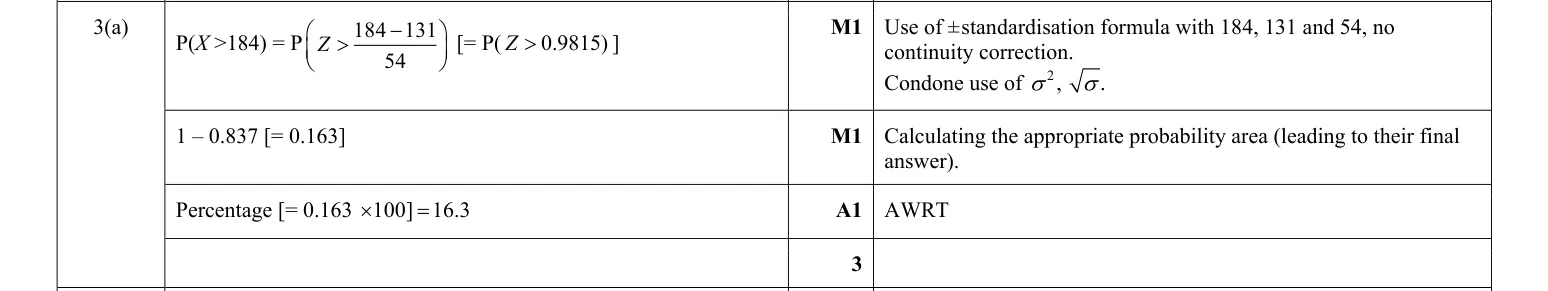 3(a)
P(X >184) = P( Z > (184 − 131)/54 ) [= P( Z > 0.9815) ]
M1
Use of ±standardisation formula with 184, 131 and 54, no
continuity correction.
Condone use of σ², √σ.
1 – 0.837 [= 0.163]
M1
Calculating the appropriate probability area (leading to their final
answer).
Percentage [= 0.163 ×100] = 16.3
A1
AWRT
3